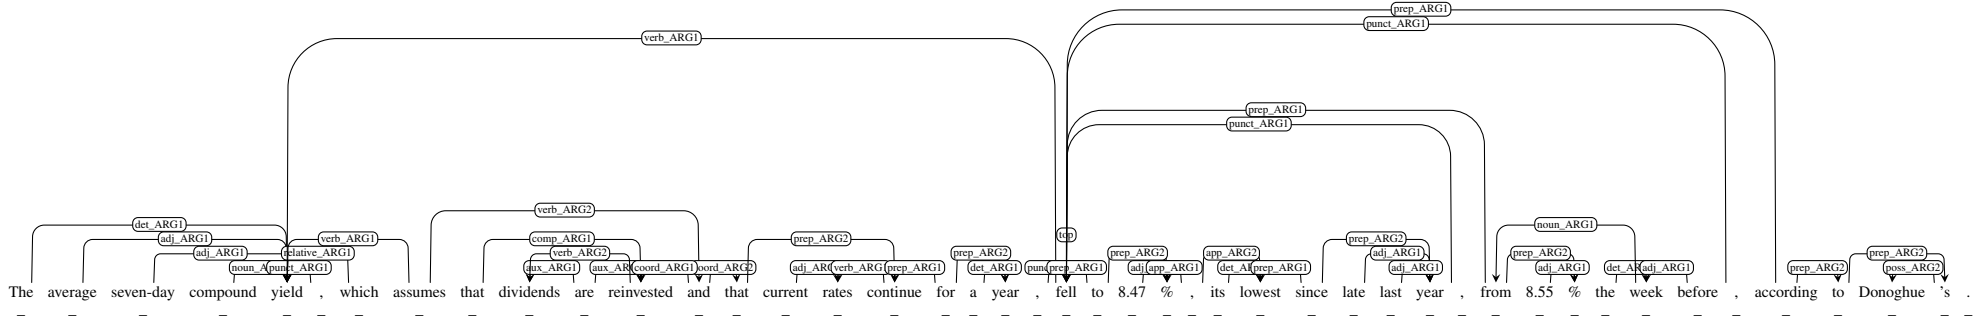 prep_ARG1
punct_ARG1
verb_ARG1
prep_ARG1
punct_ARG1
verb_ARG2
det_ARG1 noun_ARG1
top
adj_ARG1 verb_ARG1 comp_ARG1 prep_ARG2 prep_ARG2
adj_ARG1 relative_ARG1 verb_ARG2 prep_ARG2 prep_ARG2 app_ARG2 adj_ARG1 prep_ARG2 prep_ARG2
punct_ARG1 aux_ARG1 coord_ARG1 prep_ARG1 det_ARG1 prep_ARG1 app_ARG1 prep_ARG1 adj_ARG1 adj_ARG1 adj_ARG1 prep_ARG2 poss_ARG2
The average seven-day compound yield , which assumes that dividends are reinvested and that current rates continue for a year , fell to 8.47 % , its lowest since late last year , from 8.55 % the week before , according to Donoghue 's .
_ _ _ _ _ _ _ _ _ _ _ _ _ _ _ _ _ _ _ _ _ _ _ _ _ _ _ _ _ _ _ _ _ _ _ _ _ _ _ _ _ _ _